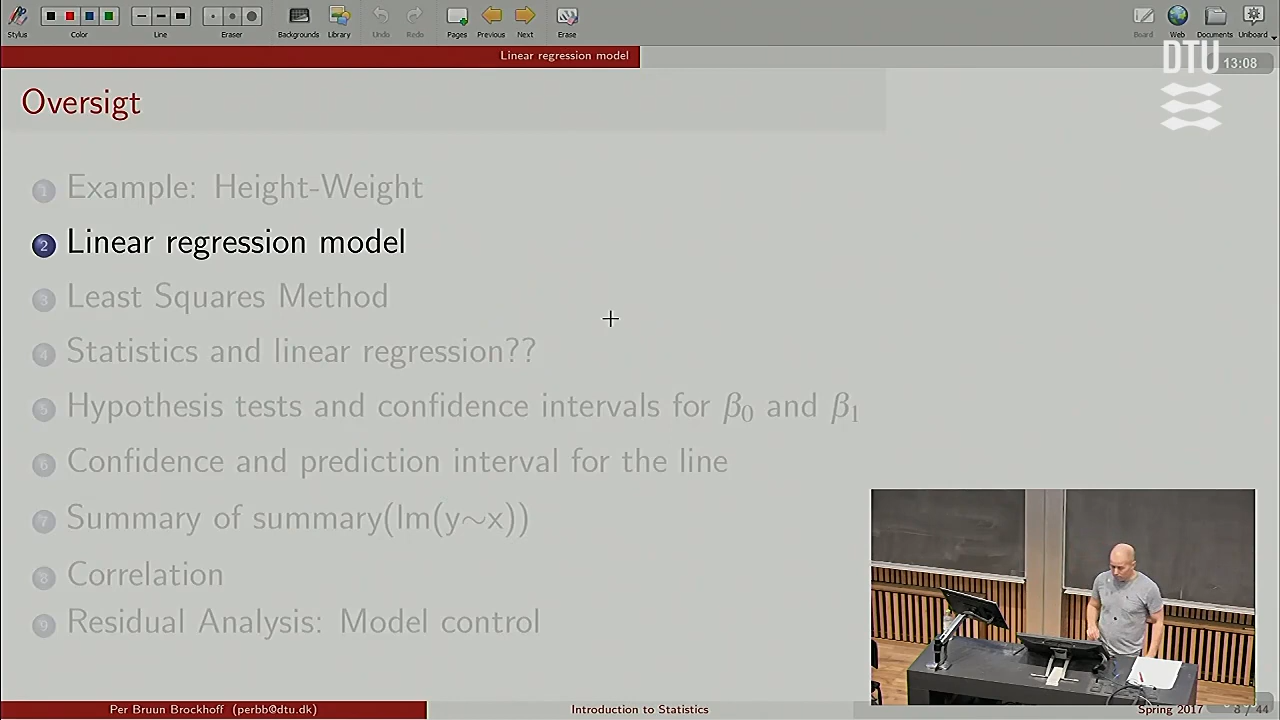 Stylus Color Line Eraser Backgrounds Library Undo Redo Pages Previous Next Erase Board Web Documents Uniboard
Linear regression model
DTU
13:08
Oversigt
1 Example: Height-Weight
2 Linear regression model
3 Least Squares Method
4 Statistics and linear regression??
5 Hypothesis tests and confidence intervals for β0 and β1
6 Confidence and prediction interval for the line
7 Summary of summary(lm(y~x))
8 Correlation
9 Residual Analysis: Model control
Per Bruun Brockhoff (perbb@dtu.dk) Introduction to Statistics Spring 2017 8 / 44